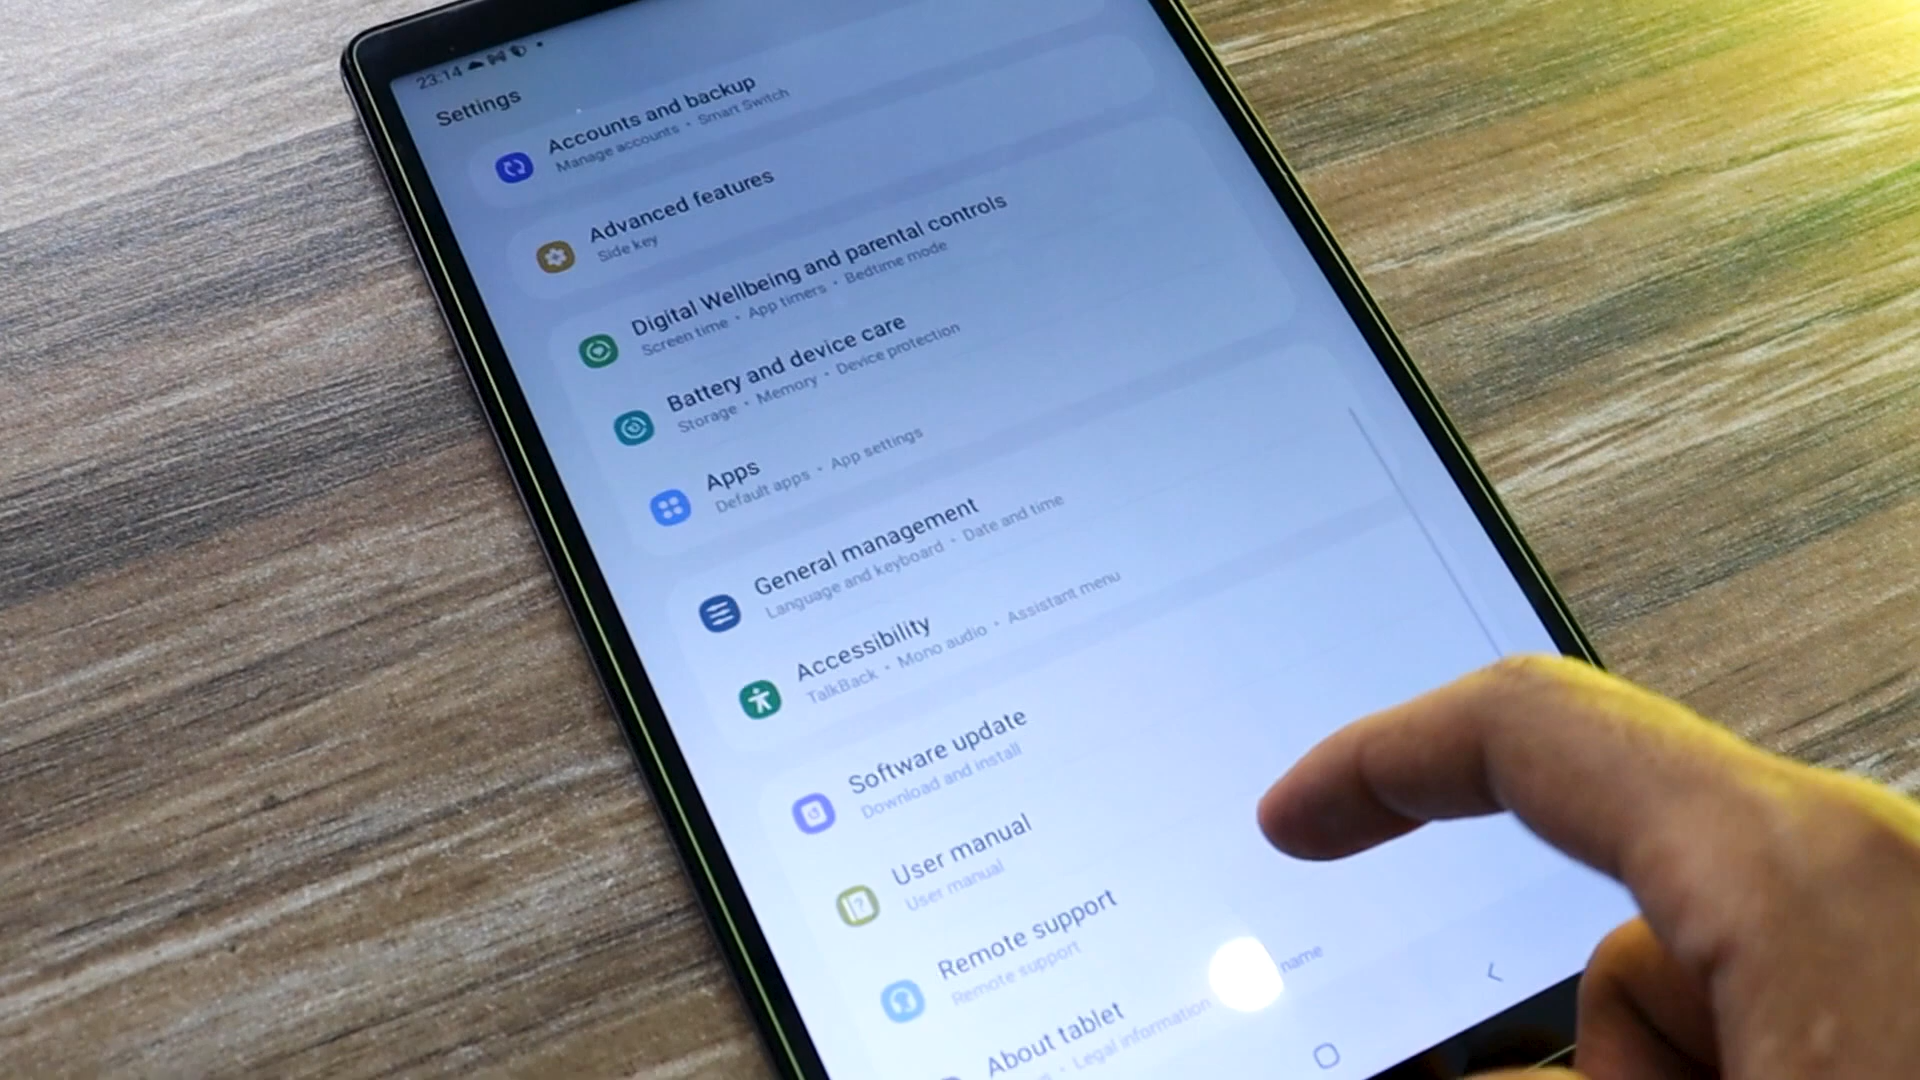 23:14
Settings
Accounts and backup
Manage accounts • Smart Switch
Advanced features
Side key
Digital Wellbeing and parental controls
Screen time • App timers • Bedtime mode
Battery and device care
Storage • Memory • Device protection
Apps
Default apps • App settings
General management
Language and keyboard • Date and time
Accessibility
TalkBack • Mono audio • Assistant menu
Software update
Download and install
User manual
User manual
Remote support
Remote support
About tablet
• Legal information name